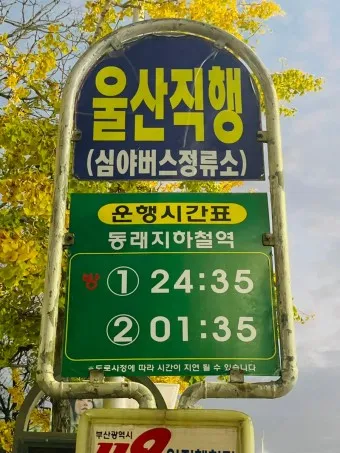 울산직행
(심야버스정류소)
운행시간표
동래지하철역
① 24:35
② 01:35
※도로사정에 따라 시간이 지연 될 수 있습니다
부산광역시
119